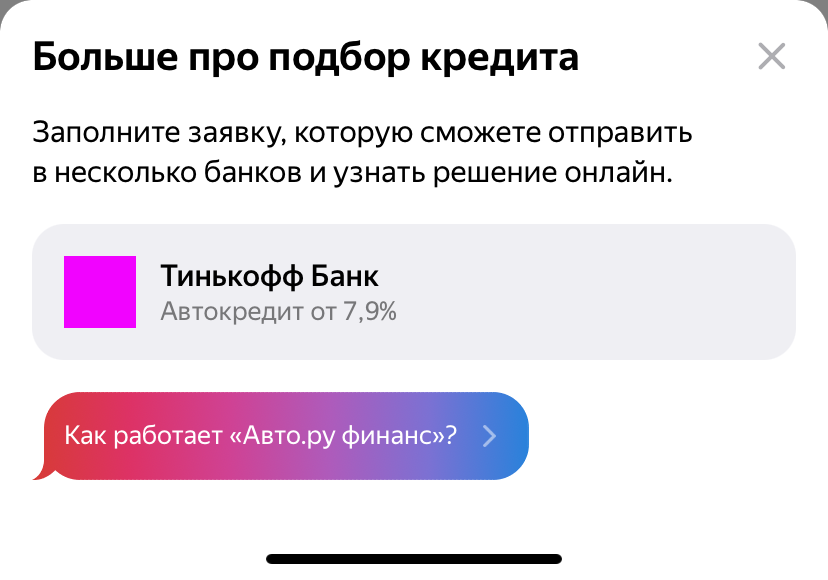 Больше про подбор кредита
Заполните заявку, которую сможете отправить
в несколько банков и узнать решение онлайн.
Тинькофф Банк
Автокредит от 7,9%
Как работает «Авто.ру финанс»?